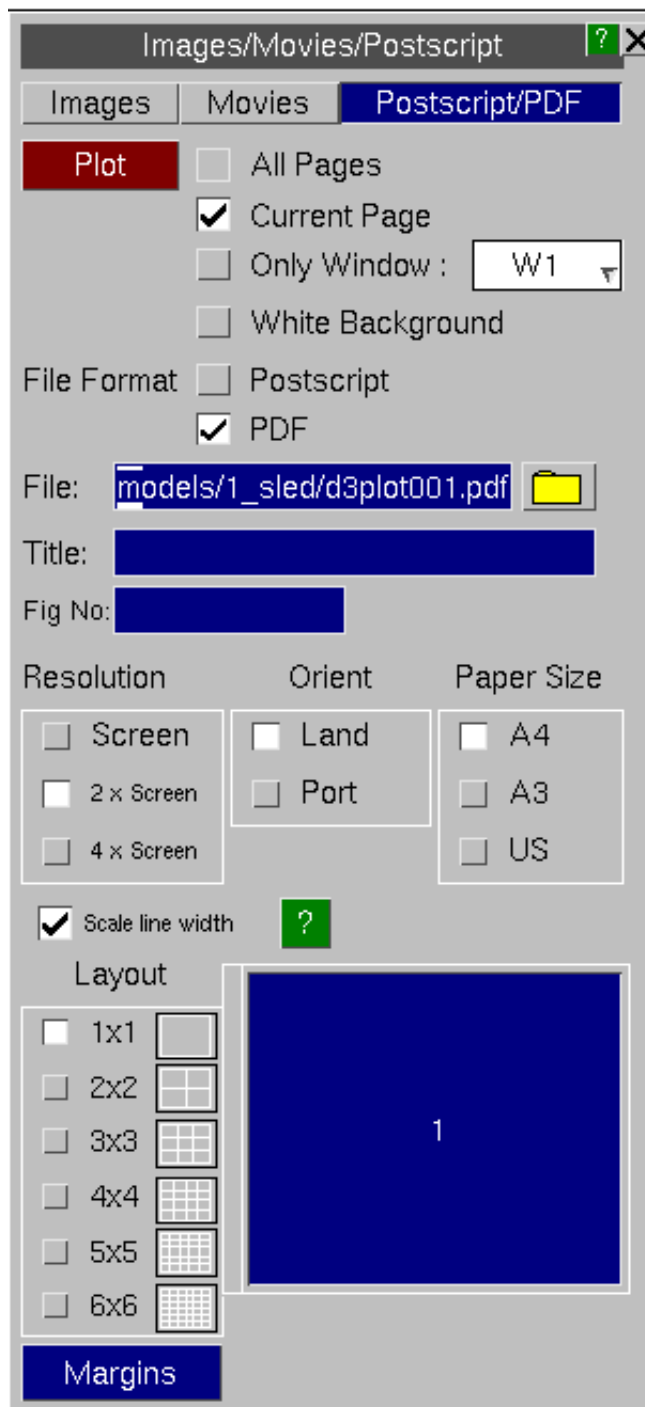 Images/Movies/Postscript ?
Images Movies Postscript/PDF
Plot All Pages
Current Page
Only Window : W1
White Background
File Format Postscript
PDF
File: models/1_sled/d3plot001.pdf
Title:
Fig No:
Resolution Orient Paper Size
Screen Land A4
2 x Screen Port A3
4 x Screen US
Scale line width ?
Layout
1x1
2x2
3x3 1
4x4
5x5
6x6
Margins